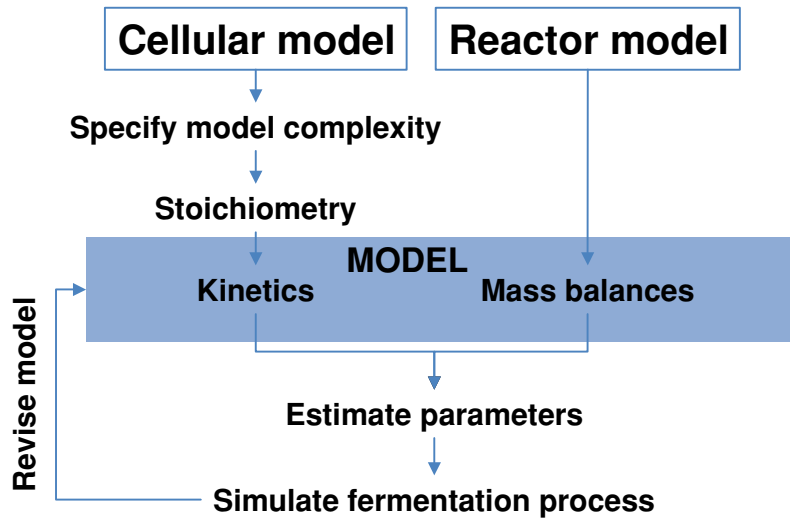 Cellular model
Reactor model
Specify model complexity
Stoichiometry
MODEL
Kinetics
Mass balances
Estimate parameters
Simulate fermentation process
Revise model